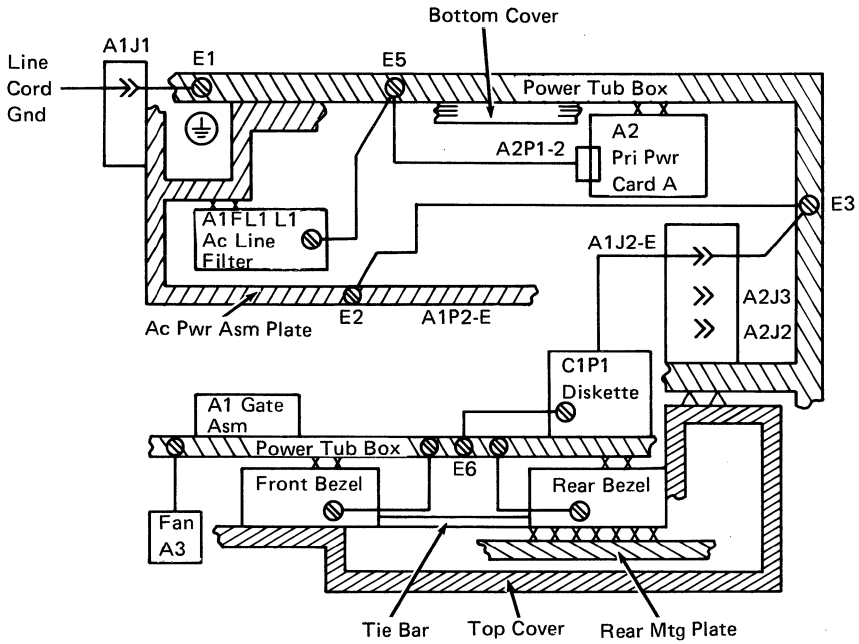 Bottom Cover
A1J1
Line
Cord
Gnd
E1
E5
Power Tub Box
A2P1-2
A2
Pri Pwr
Card A
E3
A1FL1 L1
Ac Line
Filter
A1J2-E
A2J3
A2J2
E2
A1P2-E
Ac Pwr Asm Plate
C1P1
Diskette
A1 Gate
Asm
Power Tub Box
E6
Front Bezel
Rear Bezel
Fan
A3
Tie Bar
Top Cover
Rear Mtg Plate